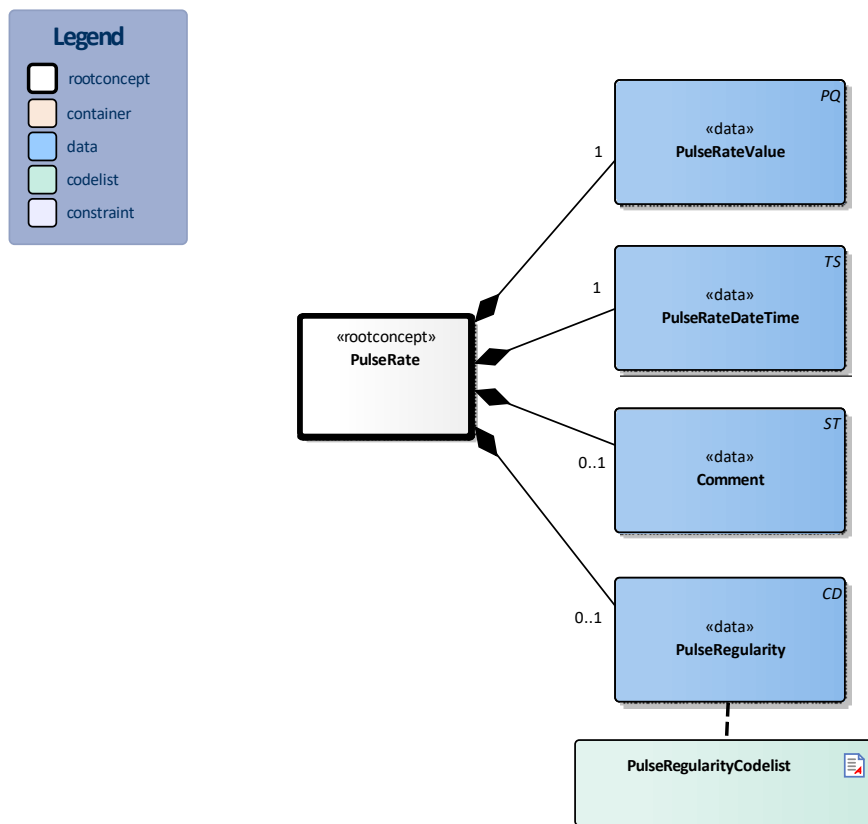 Legend
rootconcept
container
data
codelist
constraint
PQ
«data»
PulseRateValue
1
TS
«data»
PulseRateDateTime
1
«rootconcept»
PulseRate
ST
«data»
Comment
0..1
CD
«data»
PulseRegularity
0..1
PulseRegularityCodelist